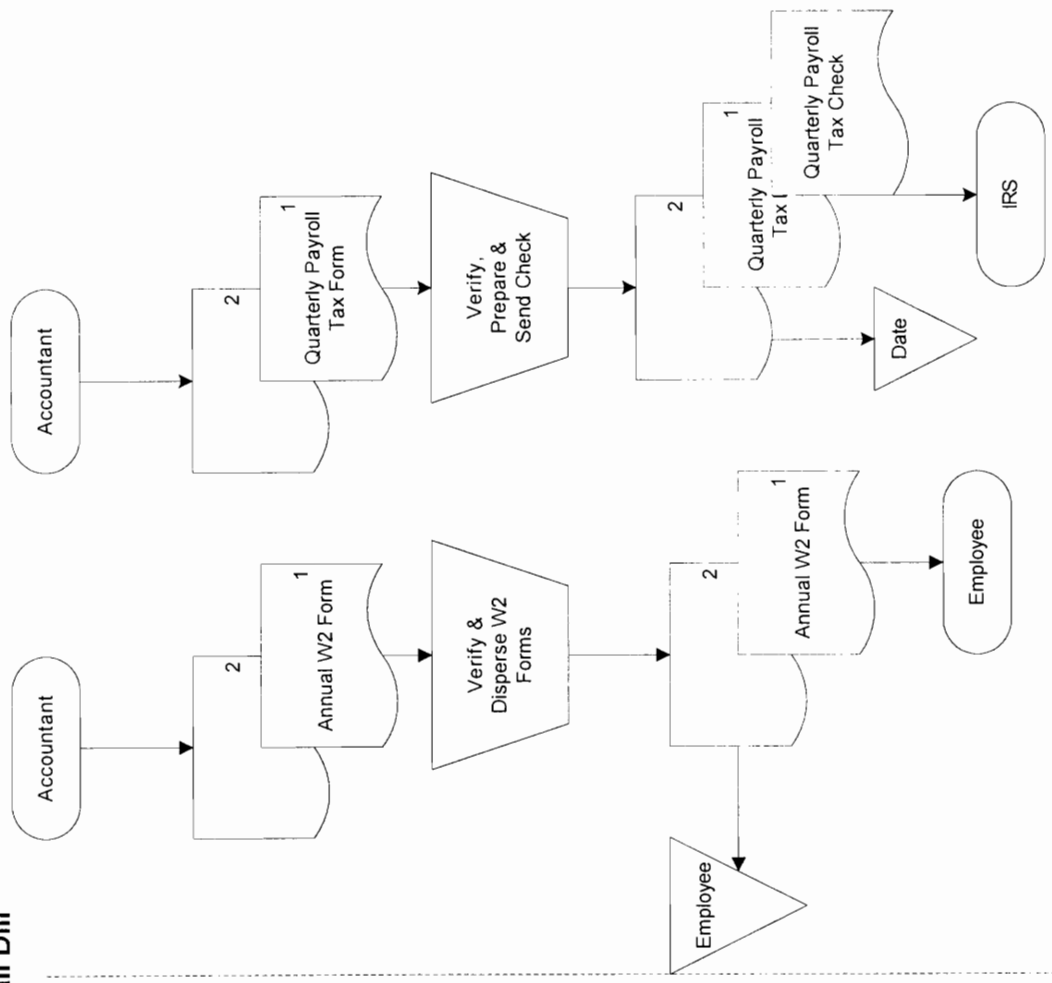 Dill
Accountant
2
1
Annual W2 Form
Verify &
Disperse W2
Forms
2
1
Annual W2 Form
Employee
Employee
Accountant
2
1
Quarterly Payroll
Tax Form
Verify,
Prepare &
Send Check
2
1
Quarterly Payroll
Tax
Quarterly Payroll
Tax Check
Date
IRS